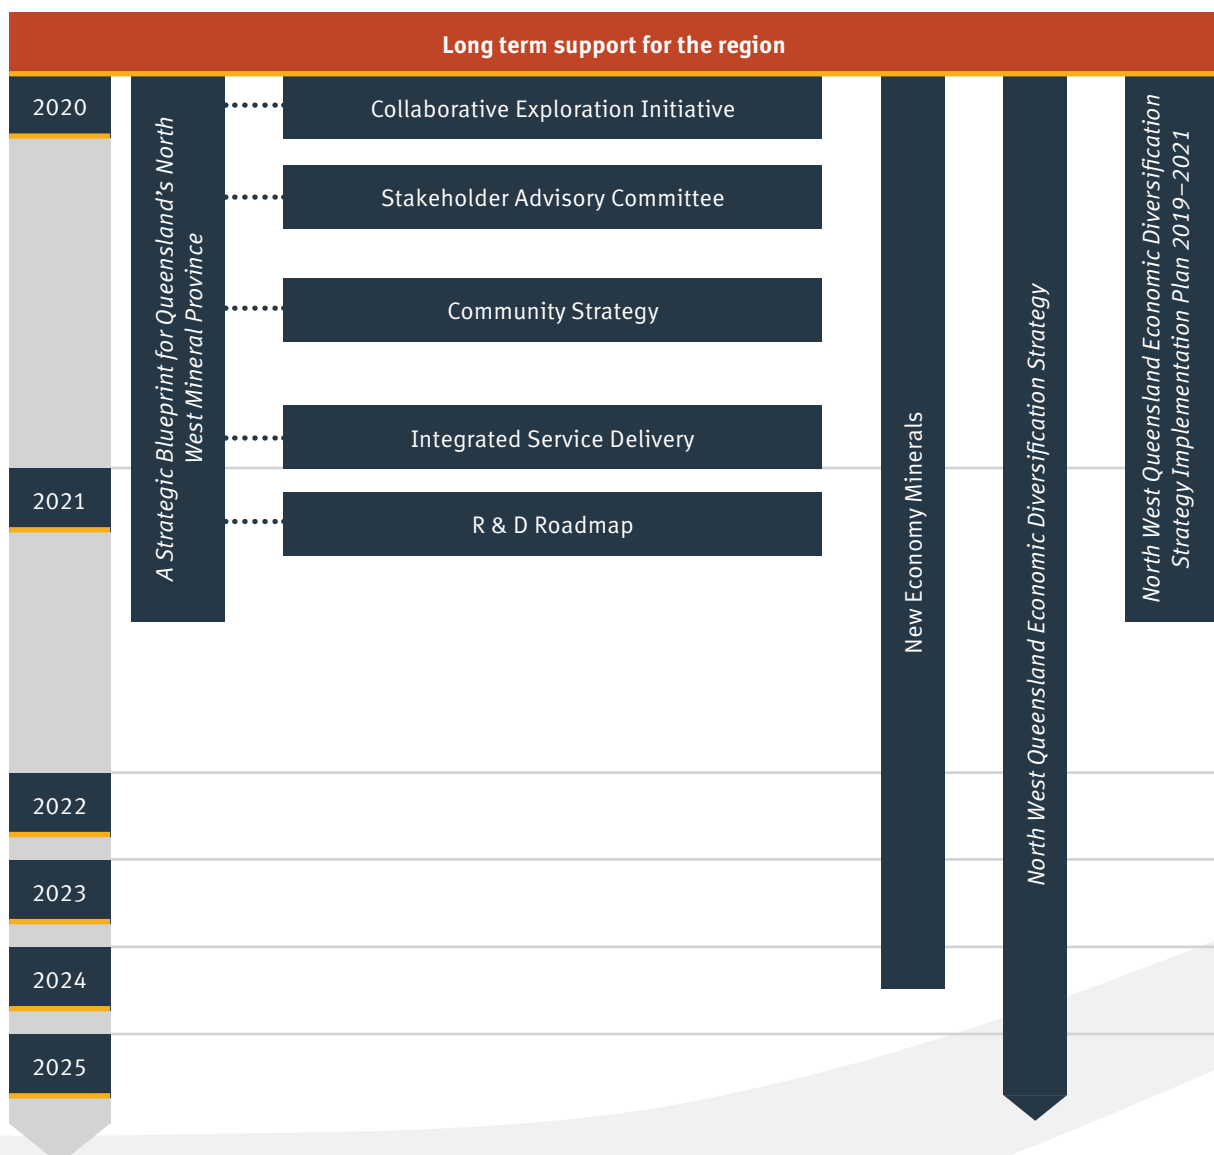 Long term support for the region
2020
2021
2022
2023
2024
2025
A Strategic Blueprint for Queensland's North
West Mineral Province
Collaborative Exploration Initiative
Stakeholder Advisory Committee
Community Strategy
Integrated Service Delivery
R & D Roadmap
New Economy Minerals
North West Queensland Economic Diversification Strategy
North West Queensland Economic Diversification
Strategy Implementation Plan 2019–2021